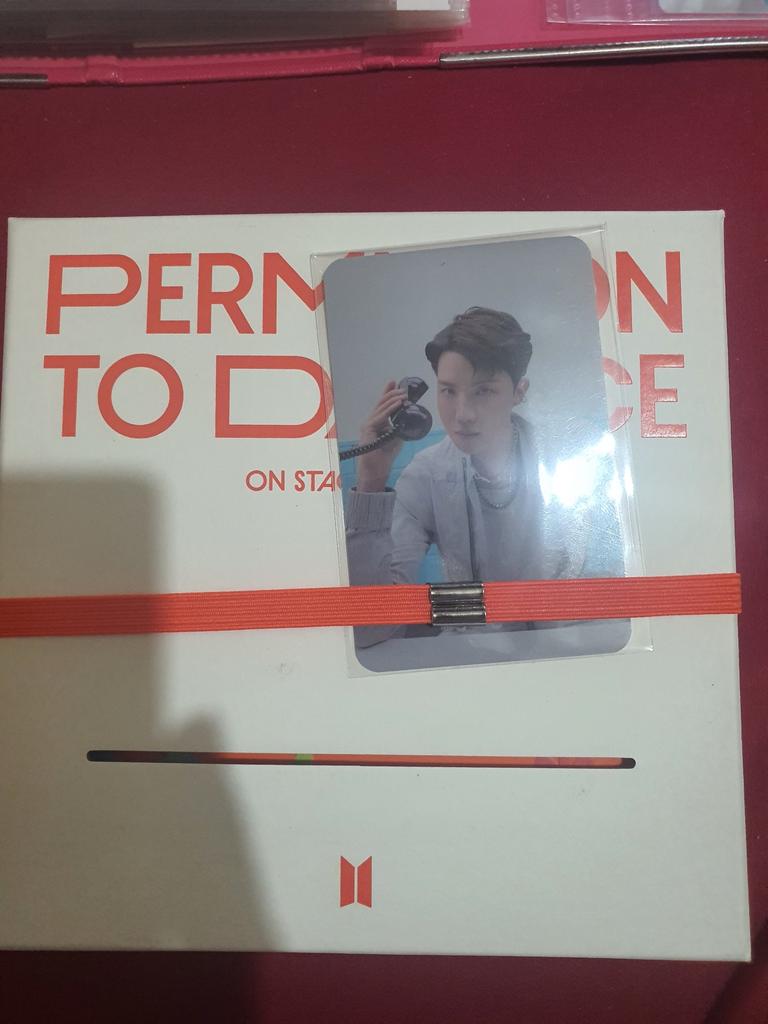 PERM ON
TO D CE
ON STA